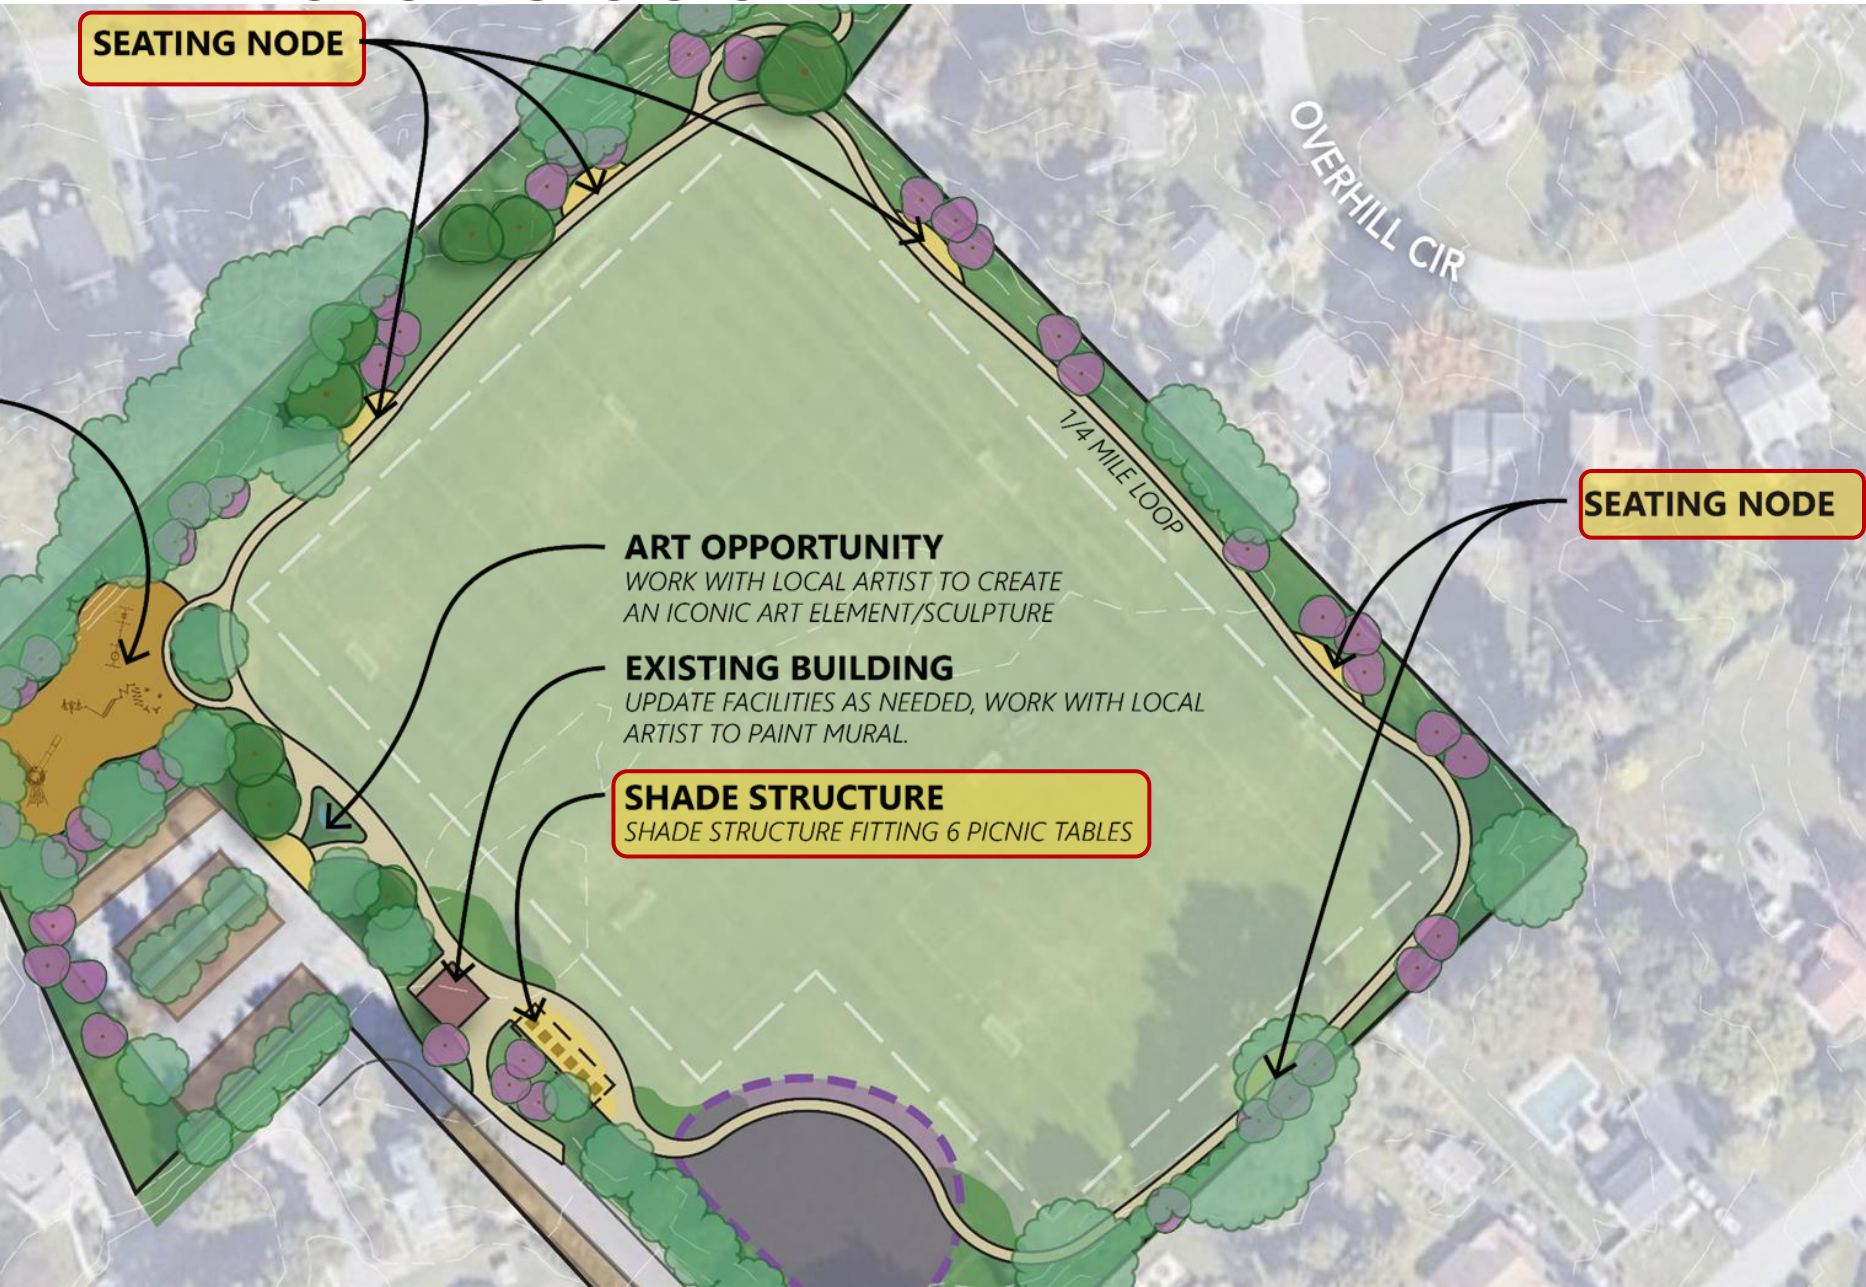 SEATING NODE
OVERHILL CIR
1/4 MILE LOOP
SEATING NODE
ART OPPORTUNITY
WORK WITH LOCAL ARTIST TO CREATE
AN ICONIC ART ELEMENT/SCULPTURE
EXISTING BUILDING
UPDATE FACILITIES AS NEEDED, WORK WITH LOCAL
ARTIST TO PAINT MURAL.
SHADE STRUCTURE
SHADE STRUCTURE FITTING 6 PICNIC TABLES